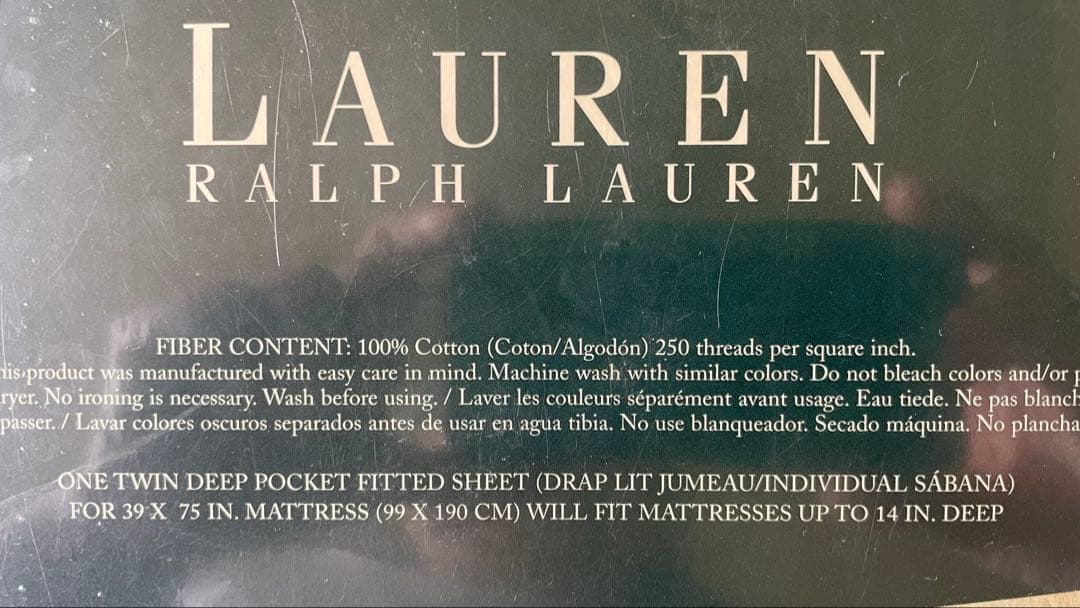 LAUREN
RALPH LAUREN
FIBER CONTENT: 100% Cotton (Coton/Algodón) 250 threads per square inch.
his product was manufactured with easy care in mind. Machine wash with similar colors. Do not bleach colors and/or p
ryer. No ironing is necessary. Wash before using. / Laver les couleurs séparément avant usage. Eau tiede. Ne pas blanch
passer. / Lavar colores oscuros separados antes de usar en agua tibia. No use blanqueador. Secado máquina. No plancha
ONE TWIN DEEP POCKET FITTED SHEET (DRAP LIT JUMEAU/INDIVIDUAL SÁBANA)
FOR 39 X 75 IN. MATTRESS (99 X 190 CM) WILL FIT MATTRESSES UP TO 14 IN. DEEP